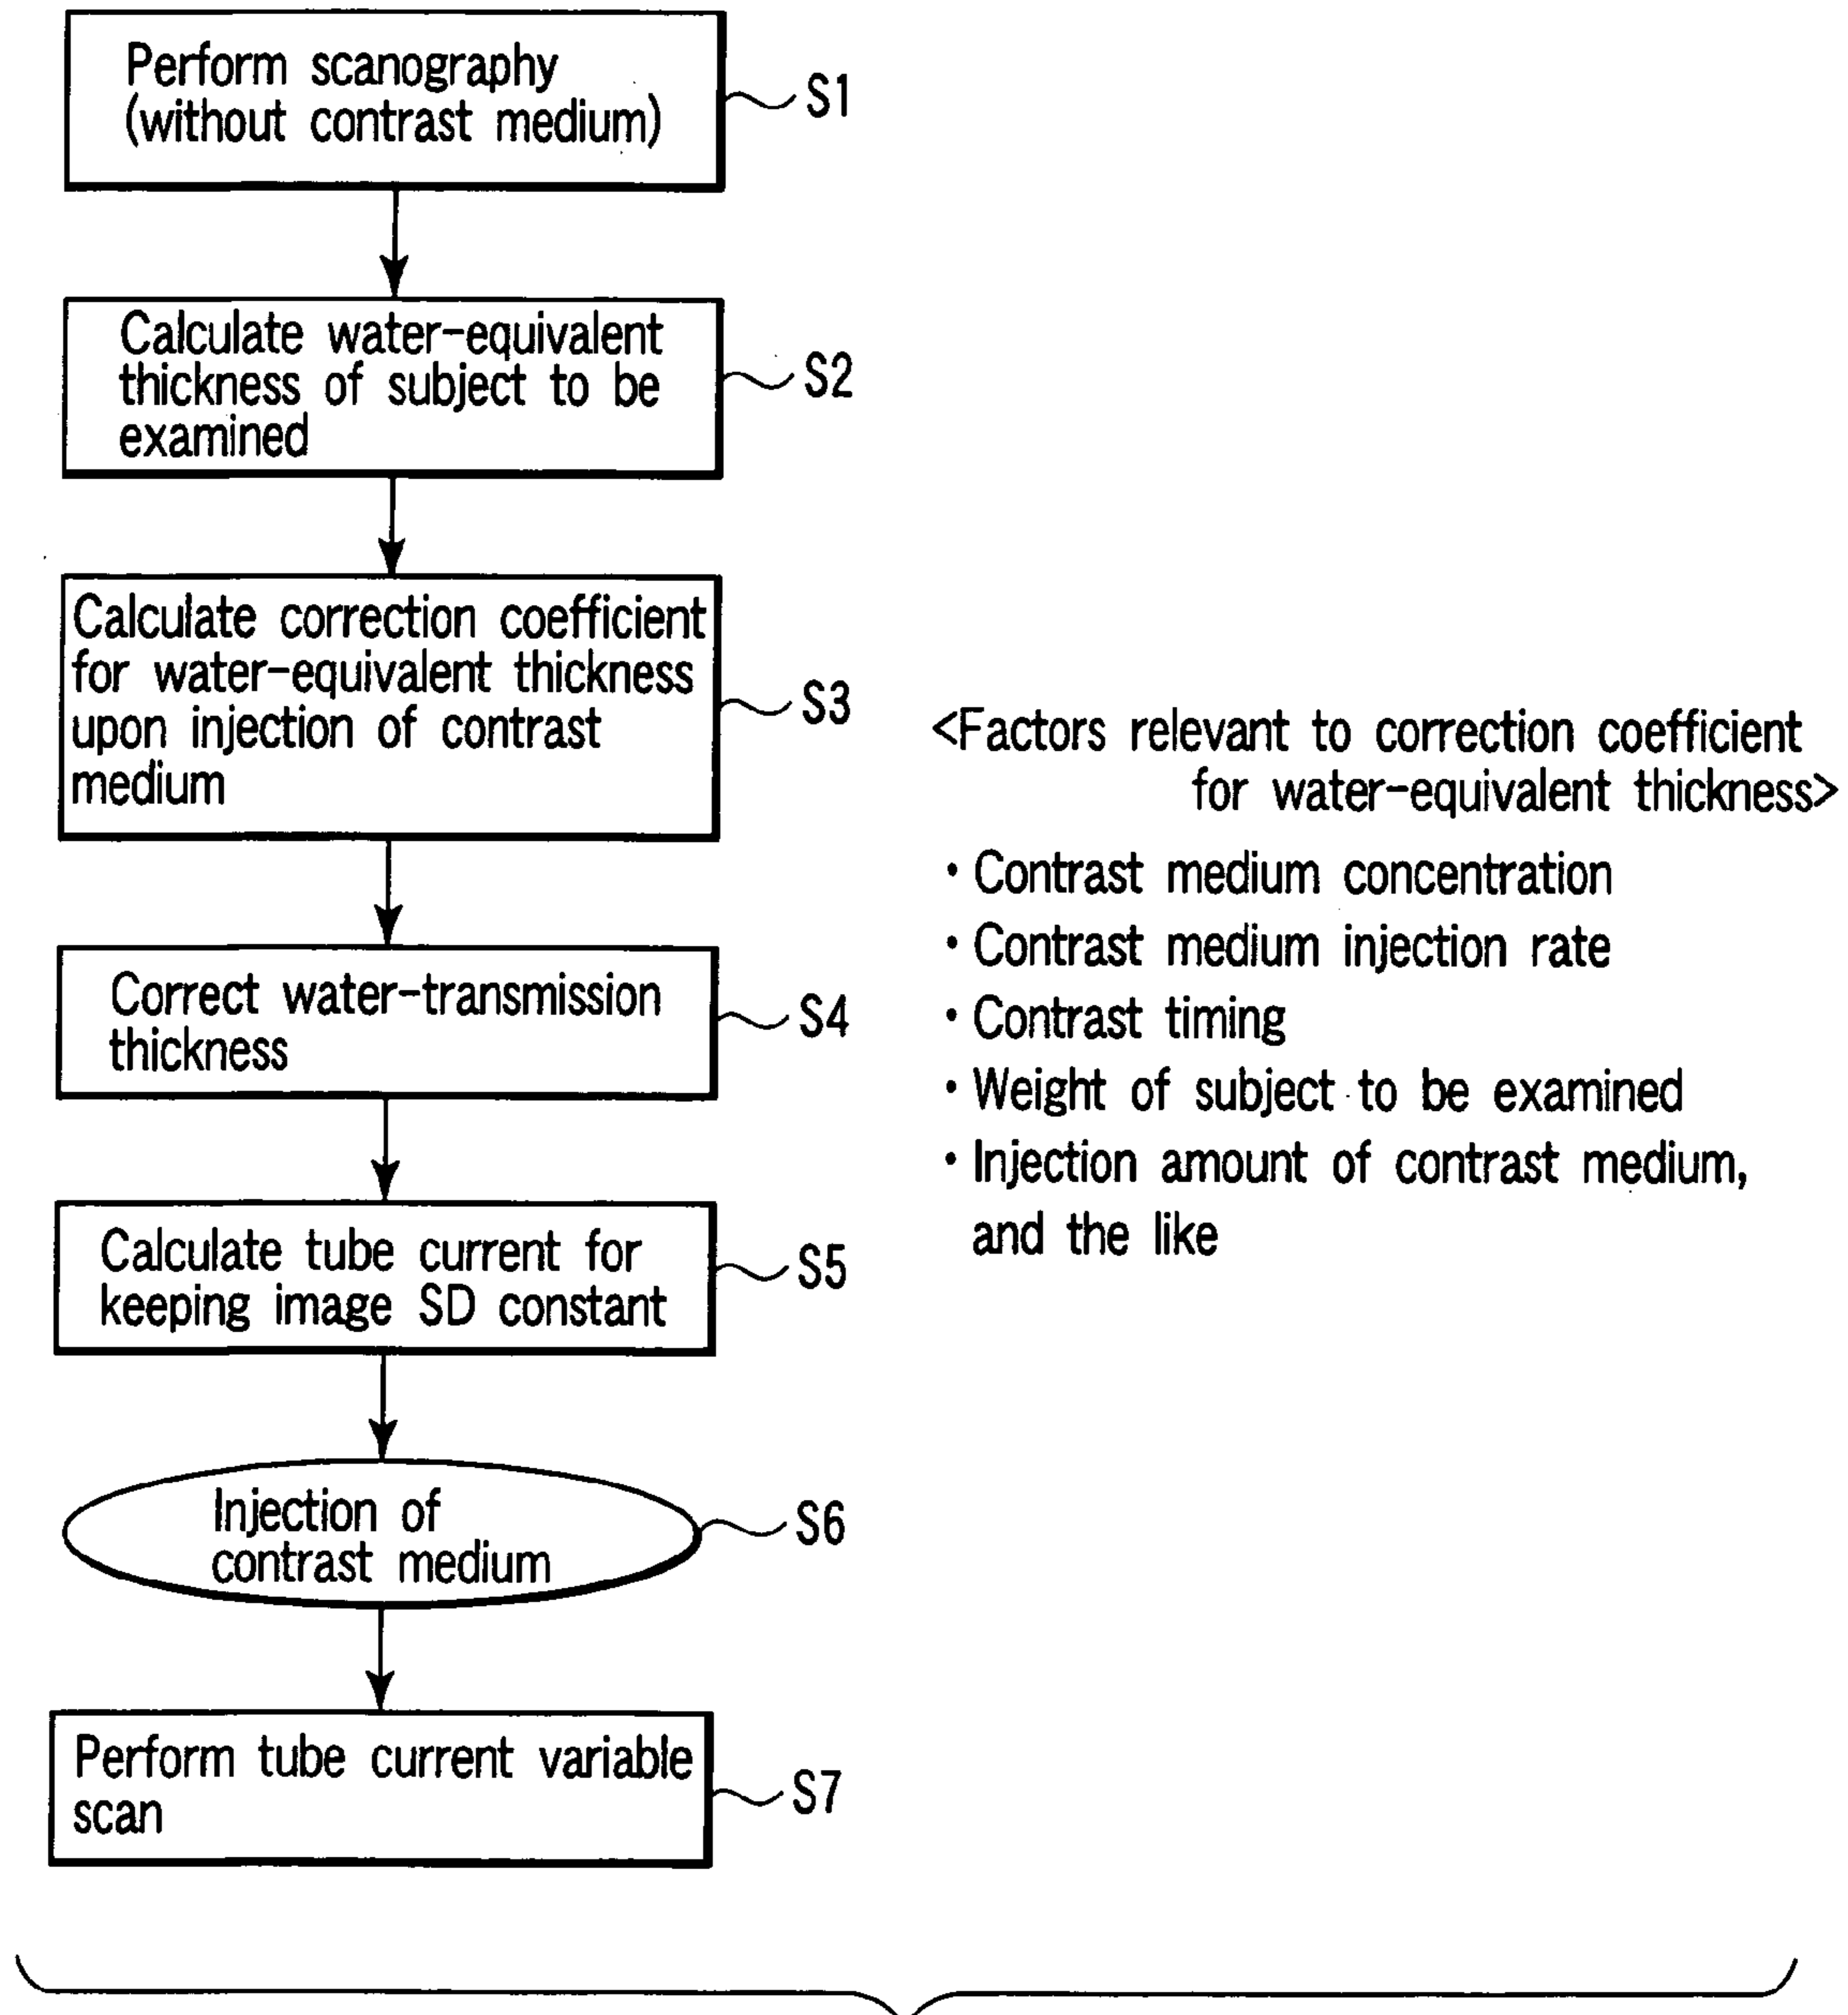 Perform scanography
(without contrast medium)
S1
Calculate water-equivalent
thickness of subject to be
examined
S2
Calculate correction coefficient
for water-equivalent thickness
upon injection of contrast
medium
S3
<Factors relevant to correction coefficient
for water-equivalent thickness>
・Contrast medium concentration
・Contrast medium injection rate
・Contrast timing
・Weight of subject to be examined
・Injection amount of contrast medium,
and the like
Correct water-transmission
thickness
S4
Calculate tube current for
keeping image SD constant
S5
Injection of
contrast medium
S6
Perform tube current variable
scan
S7